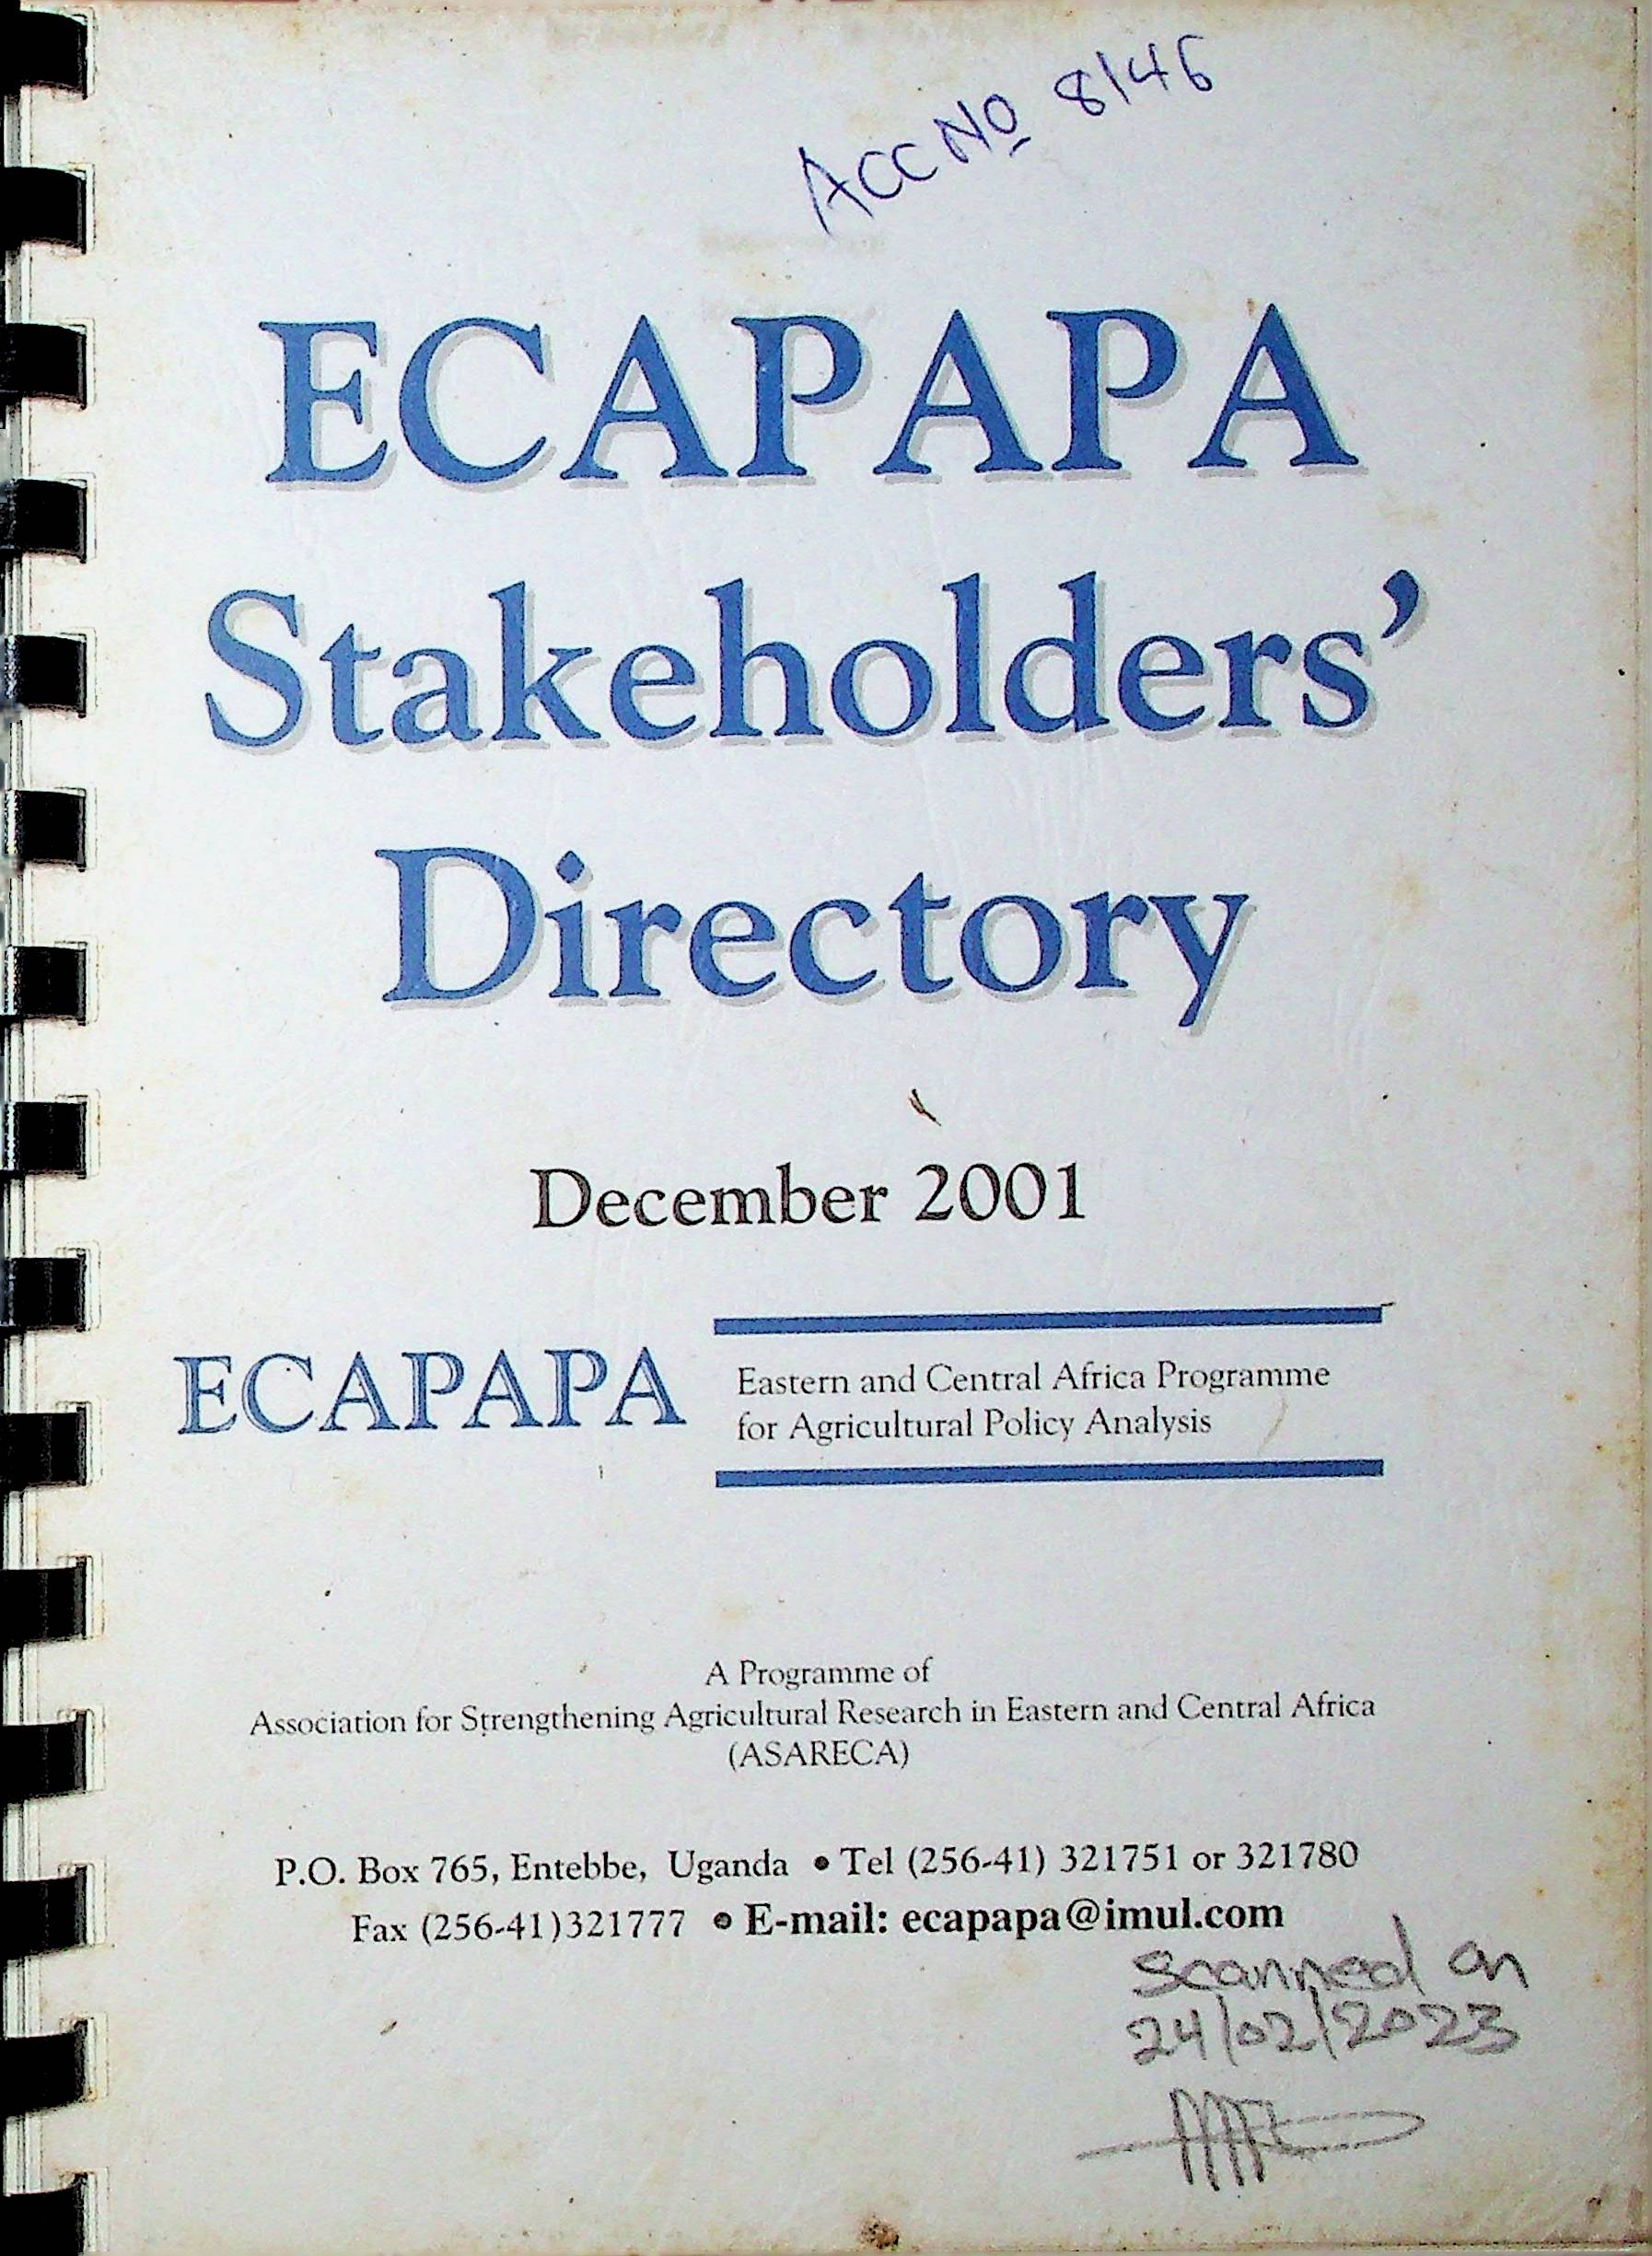 Acc No 8146
ECAPAPA
Stakeholders’
Directory
December 2001
ECAPAPA
Eastern and Central Africa Programme
for Agricultural Policy Analysis
A Programme of
Association for Strengthening Agricultural Research in Eastern and Central Africa
(ASARECA)
P.O. Box 765, Entebbe, Uganda • Tel (256-41) 321751 or 321780
Fax (256-41)321777 • E-mail: ecapapa@imul.com
Scanned on
24/02/2023